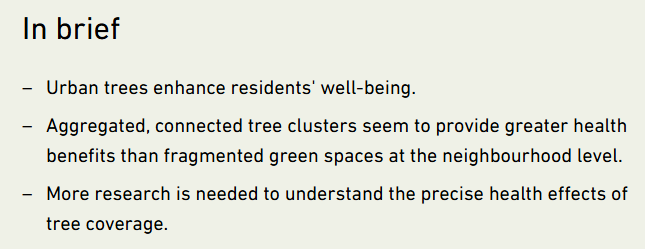 In brief
– Urban trees enhance residents' well-being.
– Aggregated, connected tree clusters seem to provide greater health
benefits than fragmented green spaces at the neighbourhood level.
– More research is needed to understand the precise health effects of
tree coverage.